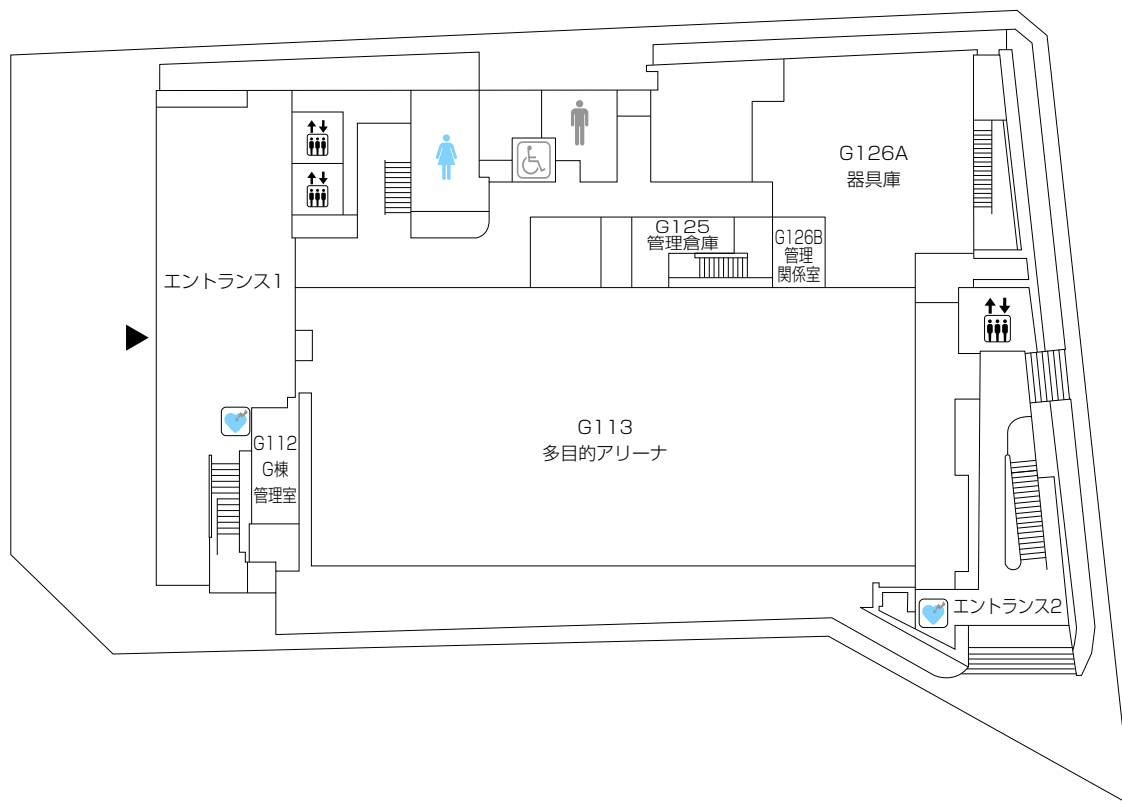 G126A
器具庫
G125
管理倉庫
G126B
管理
関係室
エントランス1
G113
多目的アリーナ
G112
G棟
管理室
エントランス2